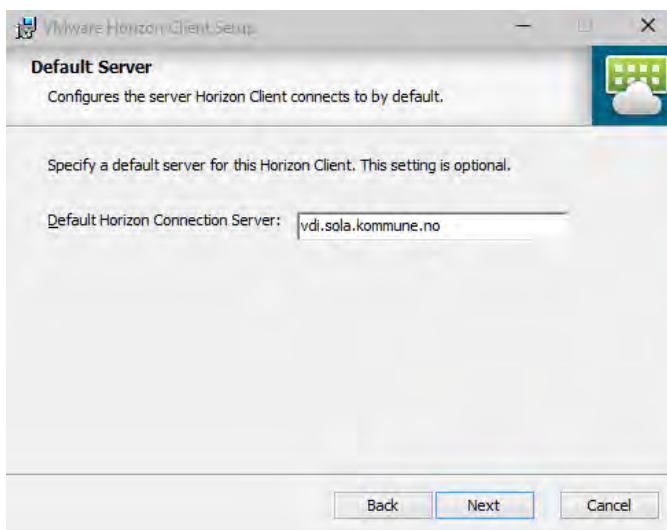 VMware Horizon Client Setup
Default Server
Configures the server Horizon Client connects to by default.
Specify a default server for this Horizon Client. This setting is optional.
Default Horizon Connection Server: vdi.sola.kommune.no
Back Next Cancel